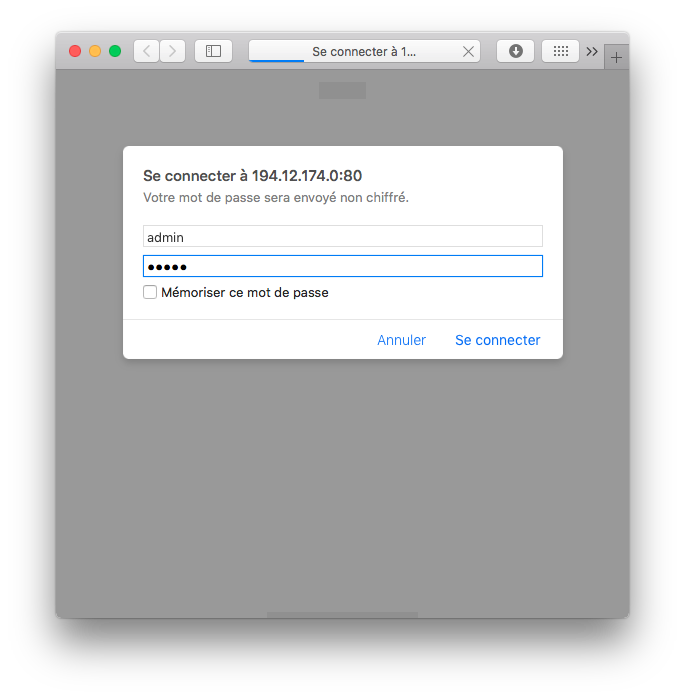 Se connecter à 1...
Se connecter à 194.12.174.0:80
Votre mot de passe sera envoyé non chiffré.
admin
●●●●●
Mémoriser ce mot de passe
Annuler Se connecter